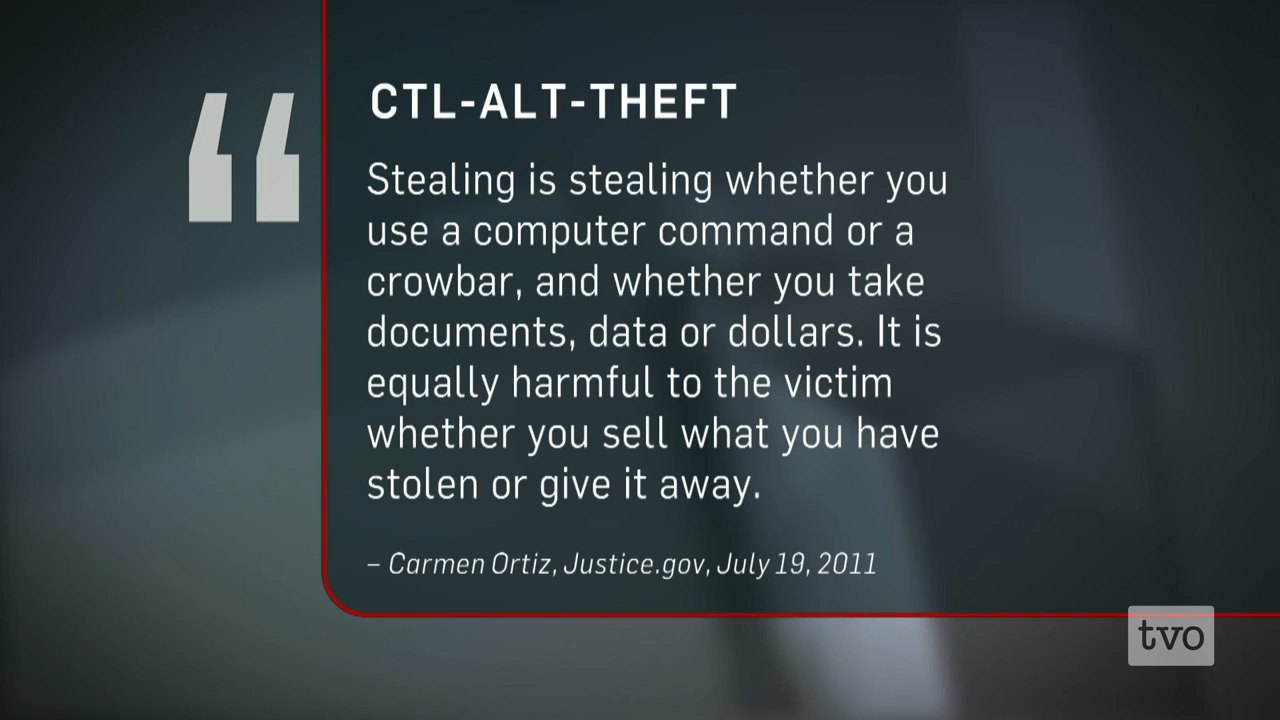 “
CTL-ALT-THEFT
Stealing is stealing whether you
use a computer command or a
crowbar, and whether you take
documents, data or dollars. It is
equally harmful to the victim
whether you sell what you have
stolen or give it away.
– Carmen Ortiz, Justice.gov, July 19, 2011
tvo